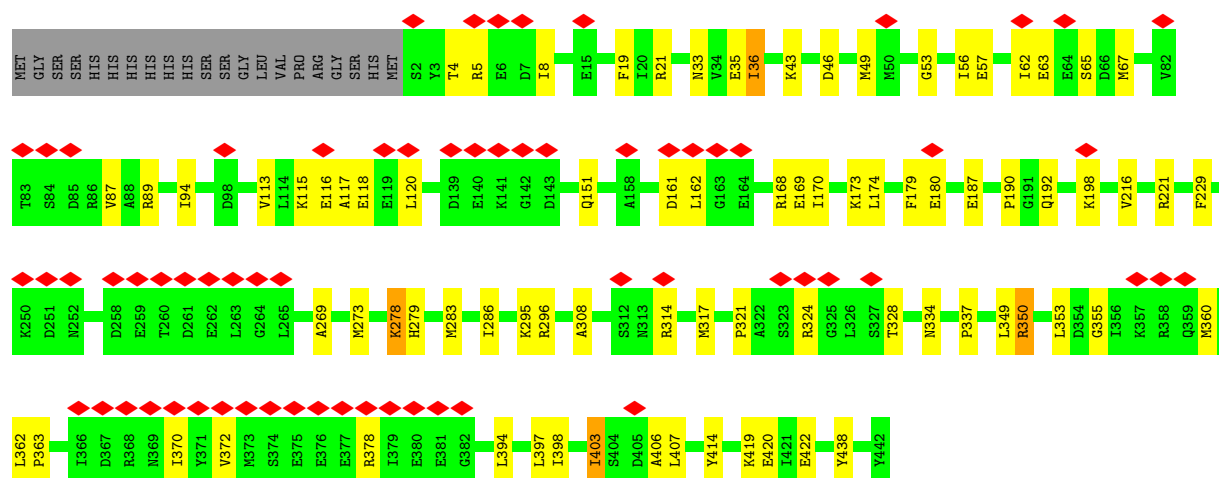 MET GLY SER SER HIS HIS HIS HIS HIS HIS SER SER GLY LEU VAL PRO ARG GLY SER HIS MET S2 Y3 T4 R5 E6 D7 I8 E15 F19 I20 R21 N33 V34 E35 I36 K43 D46 M49 M50 G53 I56 E57 I62 E63 E64 S65 D66 M67 V82
T83 S84 D85 R86 V87 A88 R89 I94 D98 V113 L114 K115 E116 A117 E118 E119 L120 D139 E140 K141 G142 D143 Q151 A158 D161 L162 G163 E164 R168 E169 I170 K173 L174 F179 E180 E187 P190 G191 Q192 K198 V216 R221 F229
K250 D251 N252 D258 E259 T260 D261 E262 L263 G264 L265 A269 M273 K278 H279 M283 I286 K295 R296 A308 S312 N313 R314 M317 P321 A322 S323 R324 G325 L326 S327 T328 N334 P337 L349 R350 L353 D354 G355 I356 K357 R358 Q359 M360
L362 P363 I366 D367 R368 N369 I370 Y371 V372 M373 S374 E375 E376 E377 R378 I379 E380 E381 G382 L394 L397 I398 I403 S404 D405 A406 L407 Y414 K419 E420 I421 E422 Y438 Y442